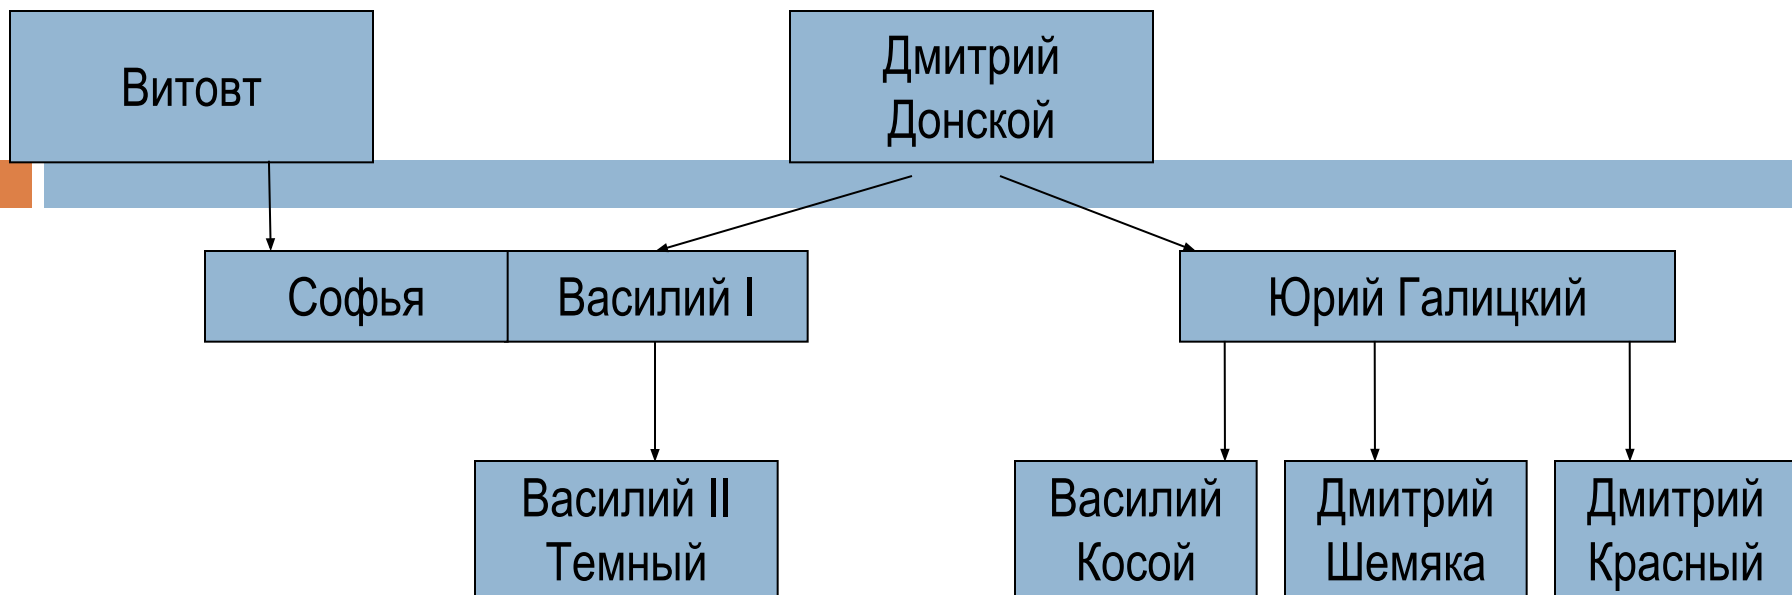 Витовт
Дмитрий
Донской
Софья
Василий I
Юрий Галицкий
Василий II
Темный
Василий
Косой
Дмитрий
Шемяка
Дмитрий
Красный